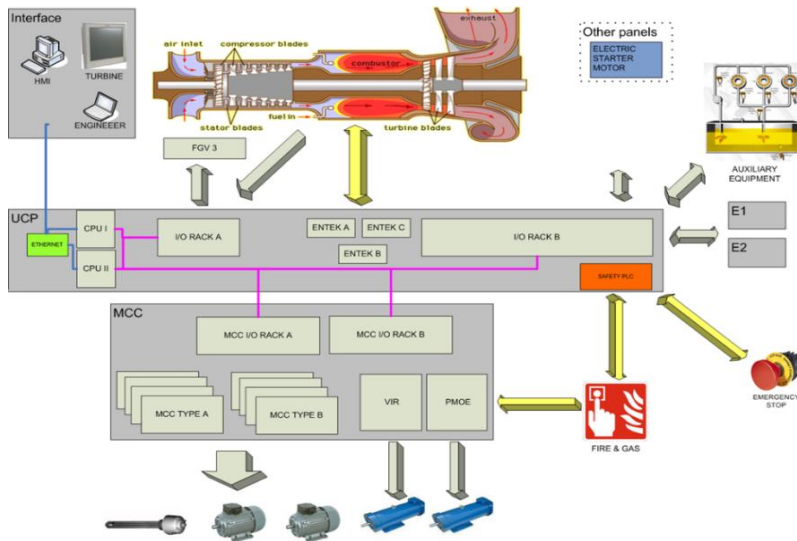 Interface
HMI
TURBINE
ENGINEEER
air inlet
compressor blades
combustor
exhaust
stator blades
fuel in
turbine blades
Other panels
ELECTRIC
STARTER
MOTOR
AUXILIARY
EQUIPMENT
FGV 3
UCP
CPU I
CPU II
ETHERNET
I/O RACK A
ENTEK A
ENTEK C
ENTEK B
I/O RACK B
SAFETY PLC
E1
E2
MCC
MCC I/O RACK A
MCC I/O RACK B
MCC TYPE A
MCC TYPE B
VIR
PMOE
FIRE & GAS
EMERGENCY
STOP